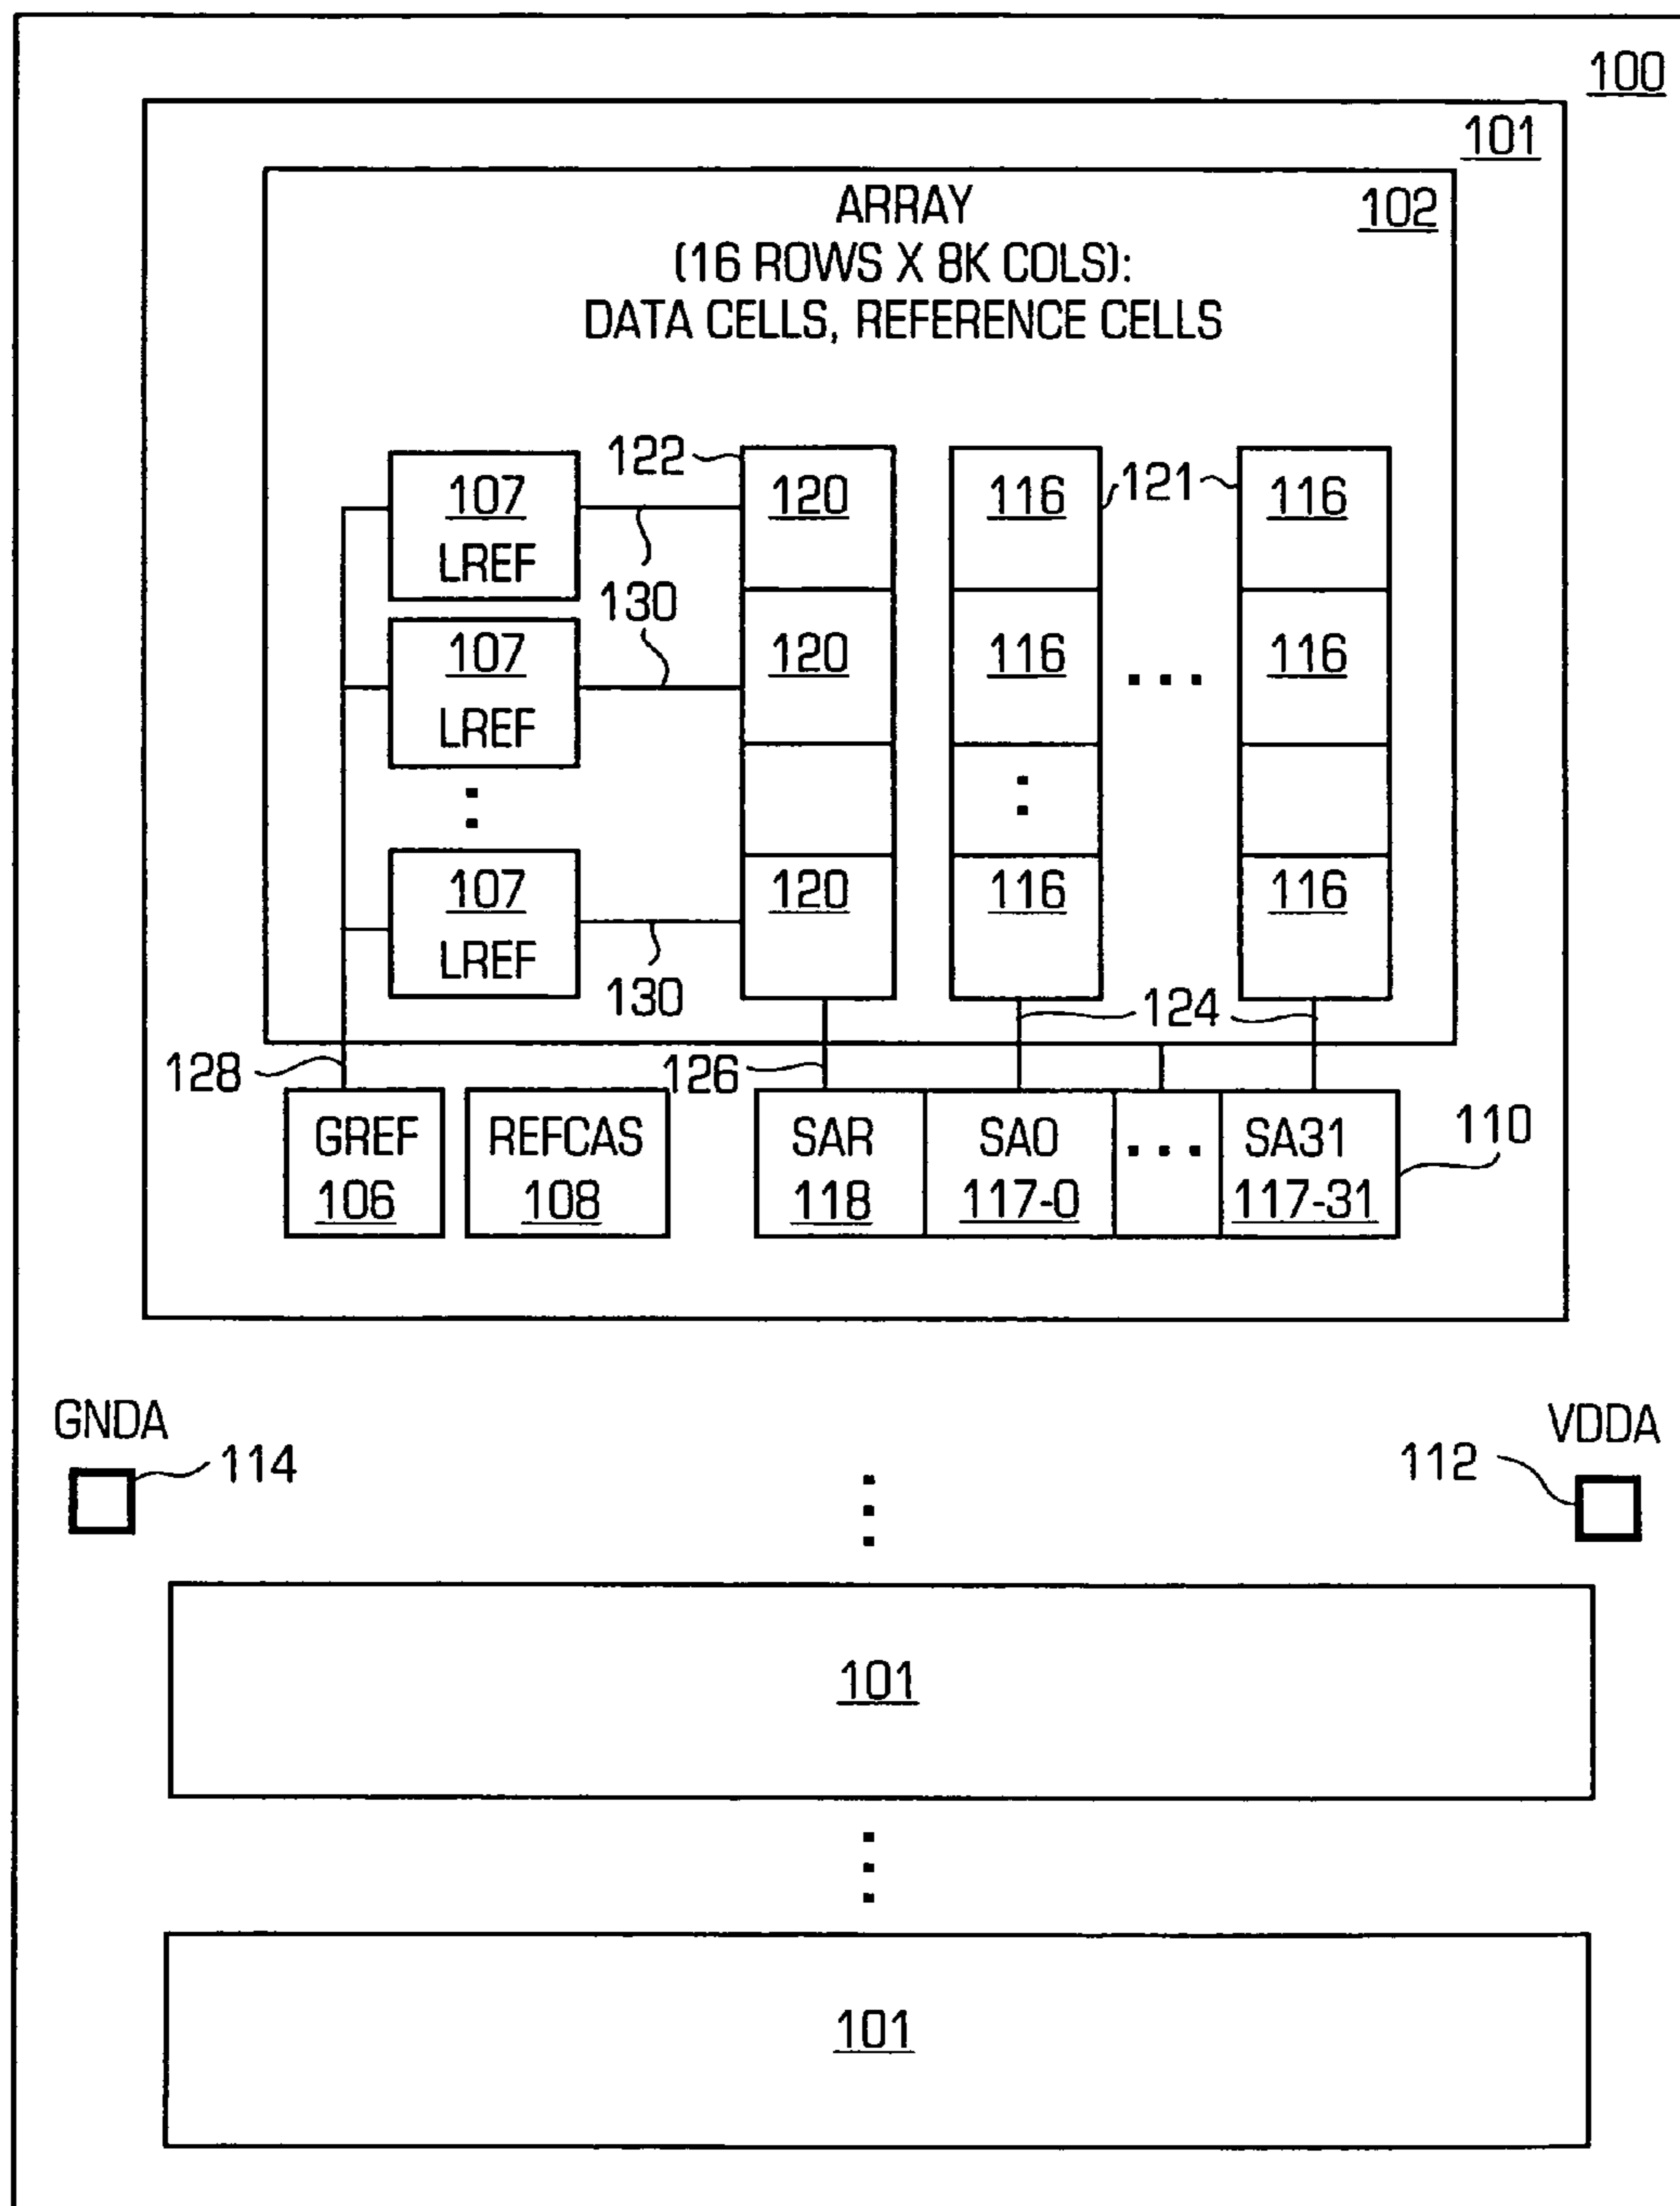 100
101
102
ARRAY
(16 ROWS X 8K COLS):
DATA CELLS, REFERENCE CELLS
122
121
107
LREF
120
116
116
130
107
LREF
120
116
...
116
:
:
107
LREF
120
116
116
130
124
128
126
GREF
106
REFCAS
108
SAR
118
SA0
117-0
...
SA31
117-31
110
GNDA
114
VDDA
112
101
101